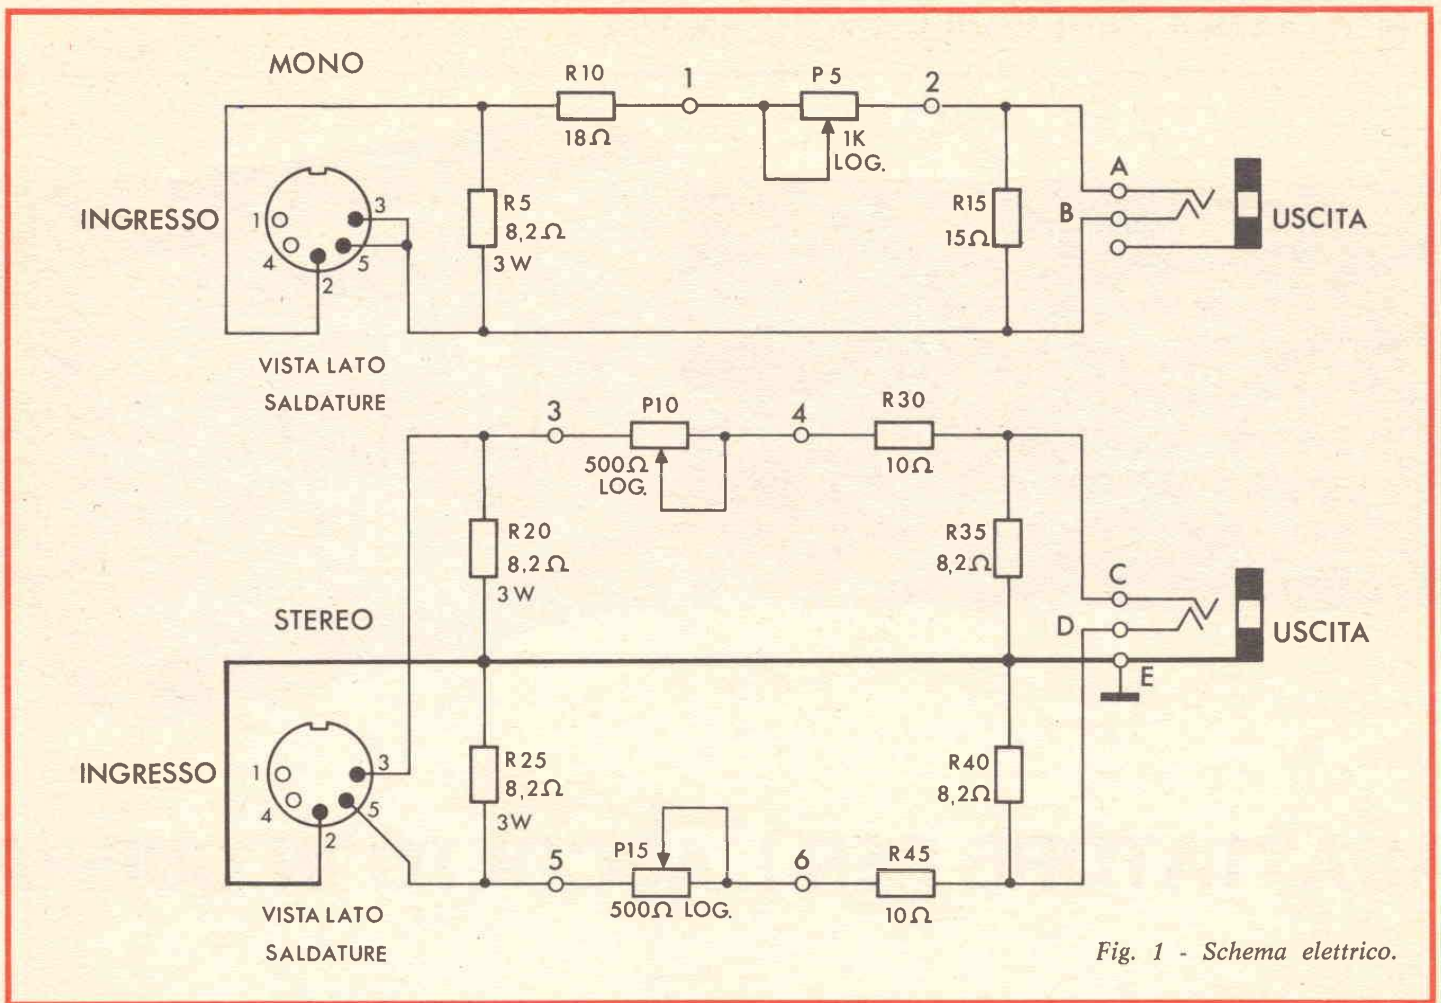 MONO
R10
18Ω
1
P5
1K
LOG.
2
INGRESSO
1
3
4
5
2
R5
8,2Ω
3W
R15
15Ω
A
B
USCITA
VISTA LATO
SALDATURE
3
P10
500Ω
LOG.
4
R30
10Ω
R20
8,2Ω
3W
R35
8,2Ω
C
D
E
USCITA
STEREO
INGRESSO
1
3
4
5
2
R25
8,2Ω
3W
R40
8,2Ω
5
P15
500Ω LOG.
6
R45
10Ω
VISTA LATO
SALDATURE
Fig. 1 - Schema elettrico.